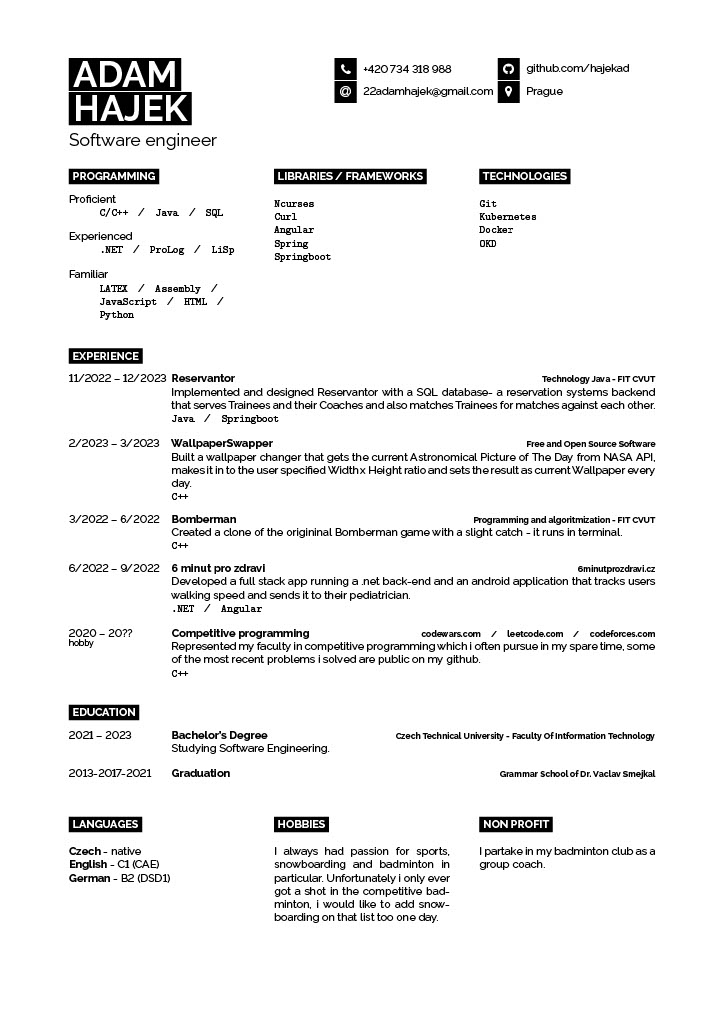 ADAM
HAJEK
Software engineer
+420 734 318 988
github.com/hajekad
22adamhajek@gmail.com
Prague
PROGRAMMING
Proficient
C/C++ / Java / SQL
Experienced
.NET / ProLog / LiSp
Familiar
LATEX / Assembly /
JavaScript / HTML /
Python
LIBRARIES / FRAMEWORKS
Ncurses
Curl
Angular
Spring
Springboot
TECHNOLOGIES
Git
Kubernetes
Docker
OKD
EXPERIENCE
11/2022 – 12/2023 Reservantor Technology Java - FIT CVUT
Implemented and designed Reservantor with a SQL database- a reservation systems backend
that serves Trainees and their Coaches and also matches Trainees for matches against each other.
Java / Springboot
2/2023 – 3/2023 WallpaperSwapper Free and Open Source Software
Built a wallpaper changer that gets the current Astronomical Picture of The Day from NASA API,
makes it in to the user specified Width x Height ratio and sets the result as current Wallpaper every
day.
C++
3/2022 – 6/2022 Bomberman Programming and algoritmization - FIT CVUT
Created a clone of the origininal Bomberman game with a slight catch - it runs in terminal.
C++
6/2022 – 9/2022 6 minut pro zdravi 6minutprozdravi.cz
Developed a full stack app running a .net back-end and an android application that tracks users
walking speed and sends it to their pediatrician.
.NET / Angular
2020 – 20?? Competitive programming codewars.com / leetcode.com / codeforces.com
hobby
Represented my faculty in competitive programming which i often pursue in my spare time, some
of the most recent problems i solved are public on my github.
C++
EDUCATION
2021 – 2023 Bachelor's Degree Czech Technical University - Faculty Of Intformation Technology
Studying Software Engineering.
2013-2017-2021 Graduation Grammar School of Dr. Vaclav Smejkal
LANGUAGES
Czech - native
English - C1 (CAE)
German - B2 (DSD1)
HOBBIES
I always had passion for sports,
snowboarding and badminton in
particular. Unfortunately i only ever
got a shot in the competitive bad-
minton, i would like to add snow-
boarding on that list too one day.
NON PROFIT
I partake in my badminton club as a
group coach.